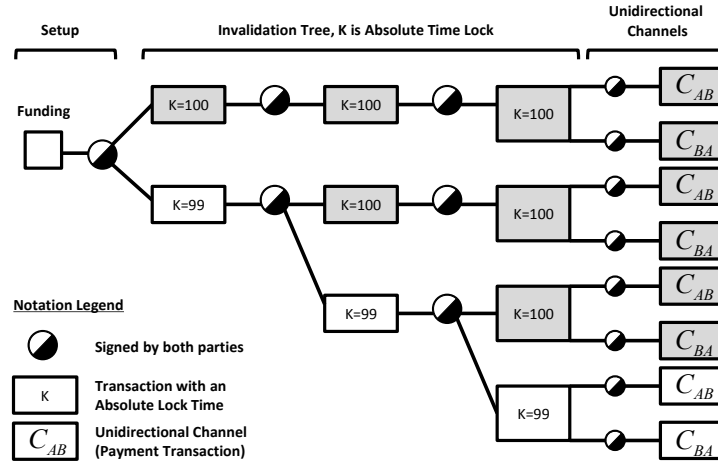 Setup
Invalidation Tree, K is Absolute Time Lock
Unidirectional
Channels
Funding
K=100
K=100
K=100
C_AB
C_BA
K=99
K=100
K=100
C_AB
C_BA
K=99
K=100
C_AB
C_BA
K=99
C_AB
C_BA
Notation Legend
Signed by both parties
K
Transaction with an
Absolute Lock Time
C_AB
Unidirectional Channel
(Payment Transaction)